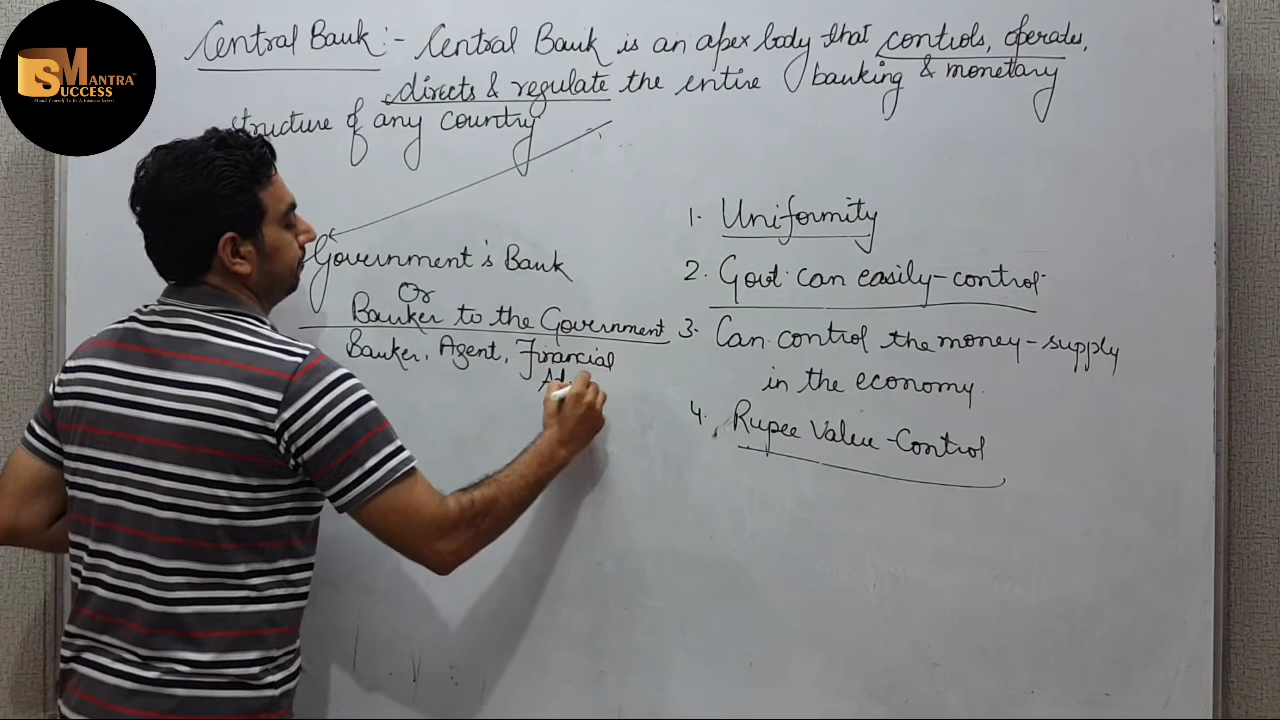 SMANTRA
SUCCESS
Central Bank:- Central Bank is an apex body that controls, operates,
directs & regulate the entire banking & monetary
structure of any country
Government's Bank
Or
Banker to the Government
Banker, Agent, Financial
Ad
1. Uniformity
2. Govt. can easily-control
3. Can control the money-supply
in the economy.
4. Rupee Value-Control